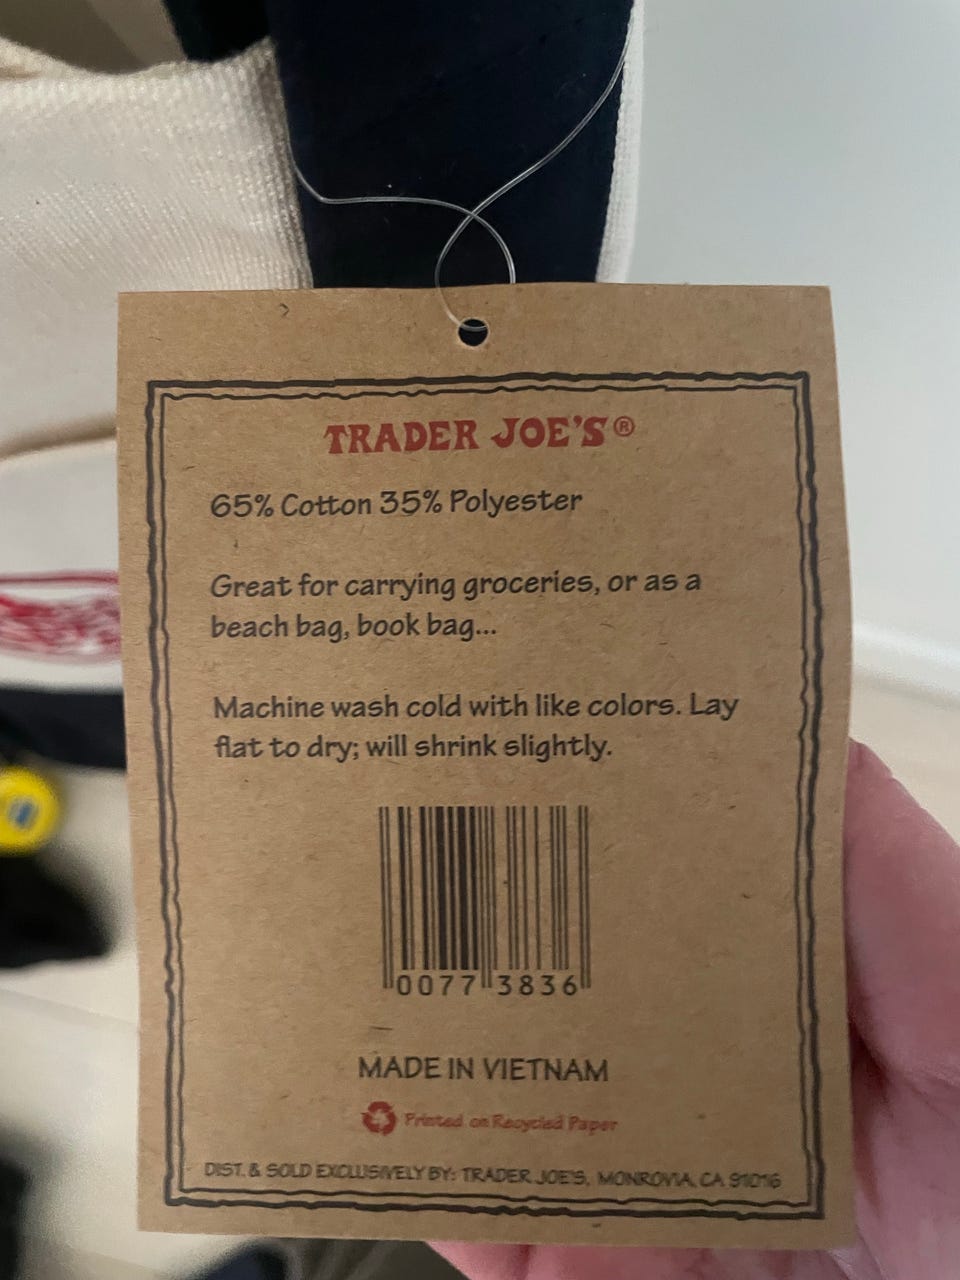 TRADER JOE'S®
65% Cotton 35% Polyester
Great for carrying groceries, or as a
beach bag, book bag...
Machine wash cold with like colors. Lay
flat to dry; will shrink slightly.
0077 3836
MADE IN VIETNAM
Printed on Recycled Paper
DIST. & SOLD EXCLUSIVELY BY: TRADER JOE'S, MONROVIA, CA 91016